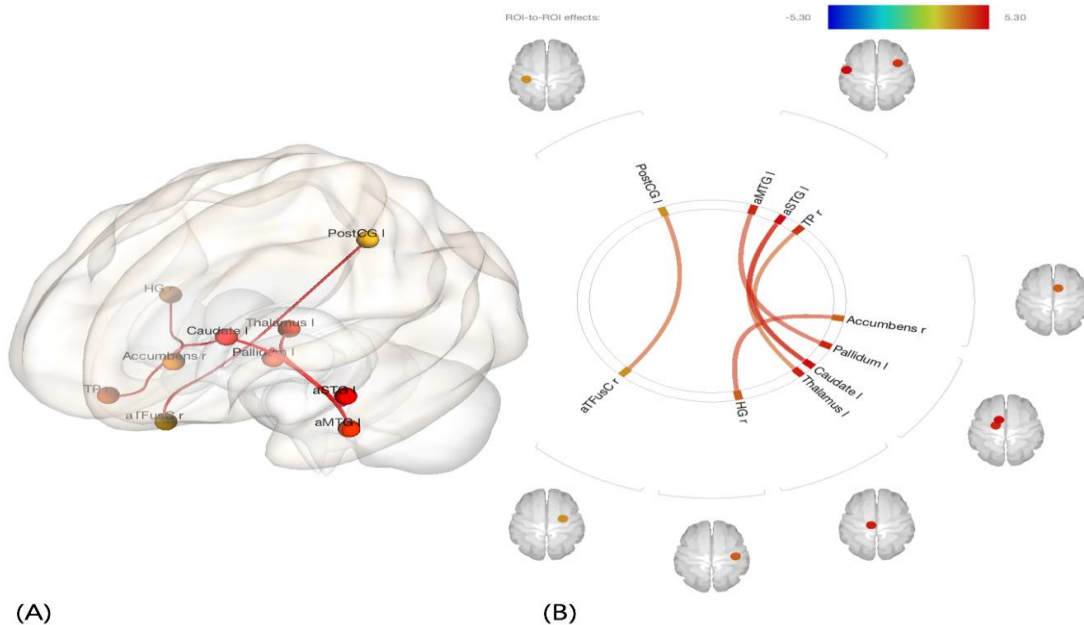 ROI-to-ROI effects:
-5.30
5.30
PostCG l
HG r
Caudate l
Thalamus l
Accumbens r
Pallidum l
TP r
aTFusC r
aSTG l
aMTG l
PostCG l
aMTG l
aSTG l
TP r
Accumbens r
Pallidum l
Caudate l
Thalamus l
HG r
aTFusC r
(A)
(B)